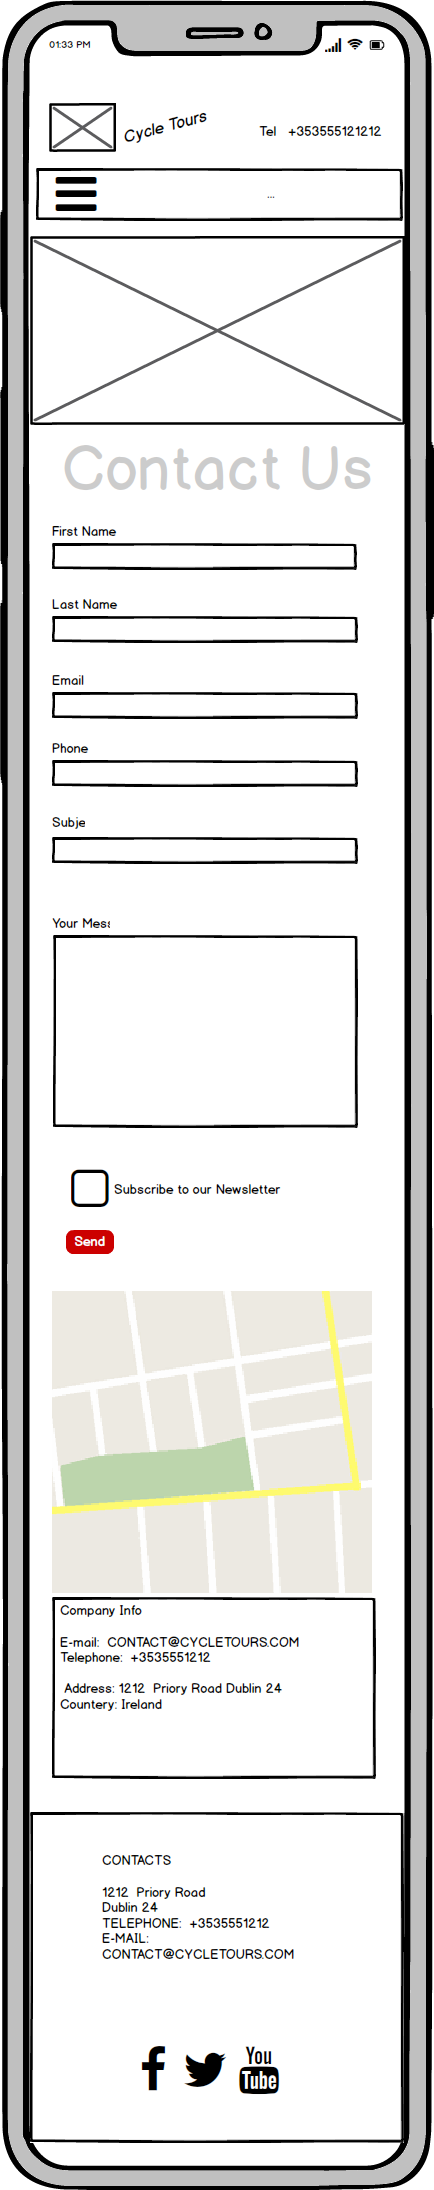 01:33 PM
Cycle Tours
Tel +353555121212
...
Contact Us
First Name
Last Name
Email
Phone
Subje
Your Mes
Subscribe to our Newsletter
Send
Company Info
E-mail: CONTACT@CYCLETOURS.COM
Telephone: +3535551212
Address: 1212 Priory Road Dublin 24
Countery: Ireland
CONTACTS
1212 Priory Road
Dublin 24
TELEPHONE: +3535551212
E-MAIL:
CONTACT@CYCLETOURS.COM
You
Tube